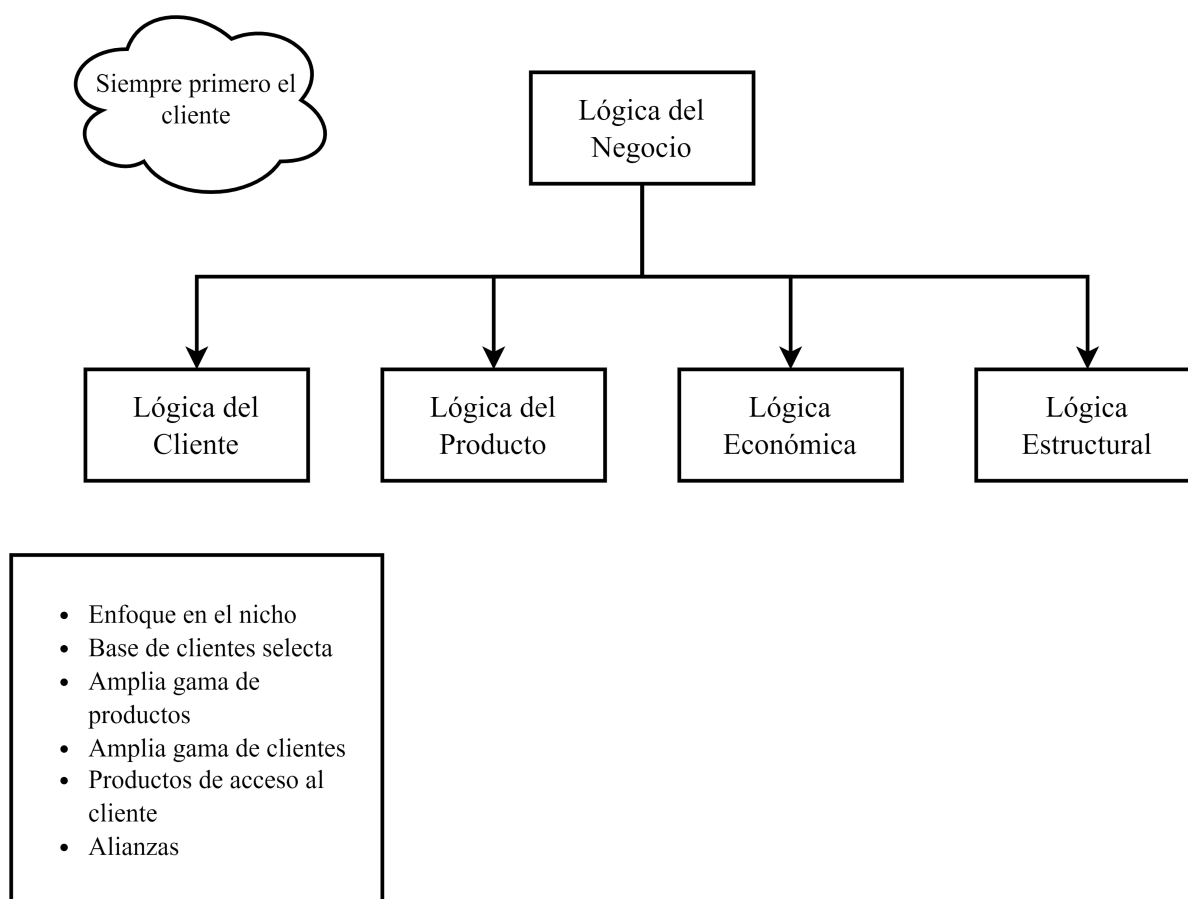 Siempre primero el
cliente
Lógica del
Negocio
Lógica del
Cliente
Lógica del
Producto
Lógica
Económica
Lógica
Estructural
• Enfoque en el nicho
• Base de clientes selecta
• Amplia gama de
productos
• Amplia gama de clientes
• Productos de acceso al
cliente
• Alianzas